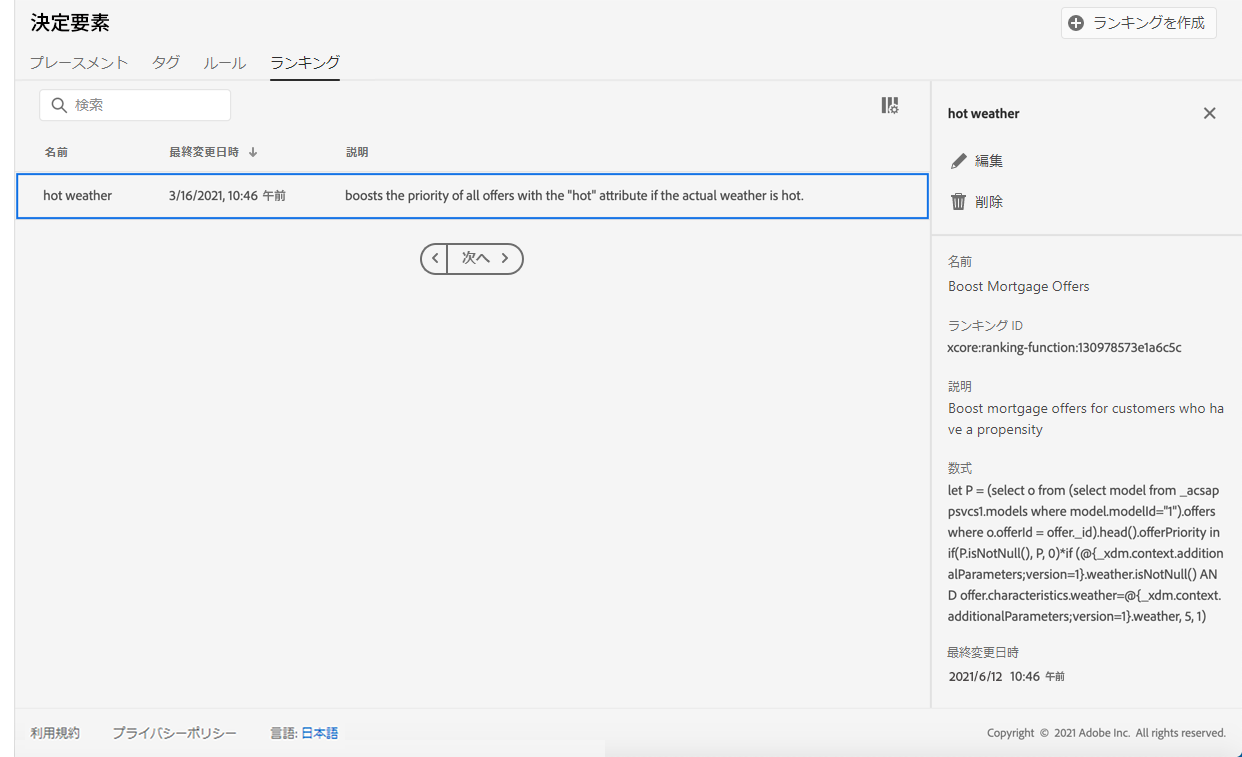 決定要素
ランキングを作成
プレースメント タグ ルール ランキング
検索
名前 最終変更日時 説明
hot weather 3/16/2021, 10:46 午前 boosts the priority of all offers with the "hot" attribute if the actual weather is hot.
次へ
hot weather
編集
削除
名前
Boost Mortgage Offers
ランキング ID
xcore:ranking-function:130978573e1a6c5c
説明
Boost mortgage offers for customers who ha
ve a propensity
数式
let P = (select o from (select model from _acsap
psvcs1.models where model.modelId="1").offers
where o.offerId = offer._id).head().offerPriority in
if(P.isNotNull(), P, 0)*if (@{_xdm.context.addition
alParameters;version=1}.weather.isNotNull() AN
D offer.characteristics.weather=@{_xdm.context.
additionalParameters;version=1}.weather, 5, 1)
最終変更日時
2021/6/12 10:46 午前
利用規約 プライバシーポリシー 言語: 日本語
Copyright © 2021 Adobe Inc. All rights reserved.